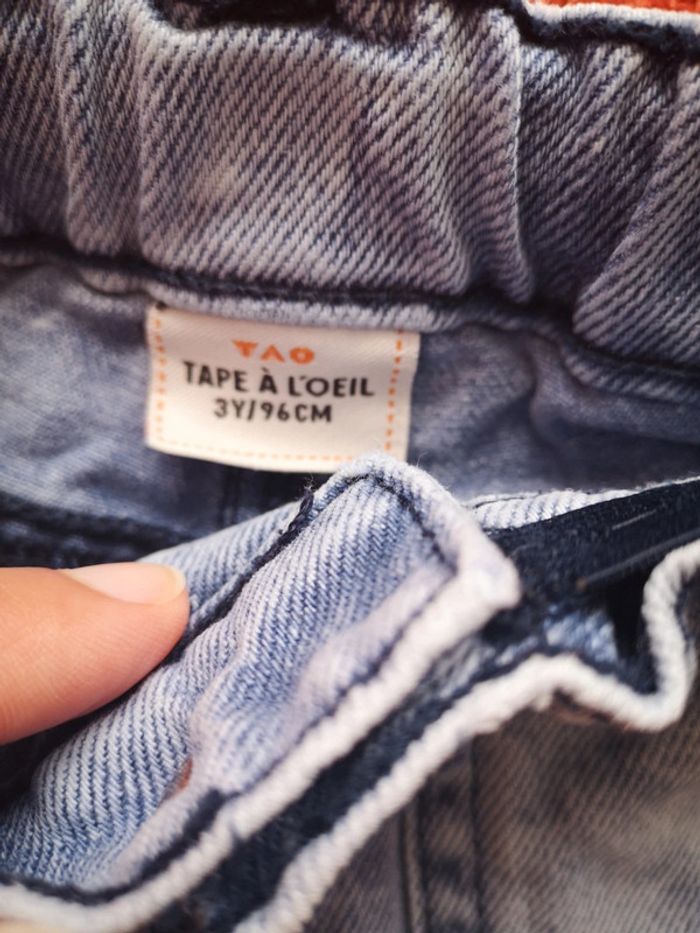 TAO
TAPE À L'OEIL
3Y/96CM